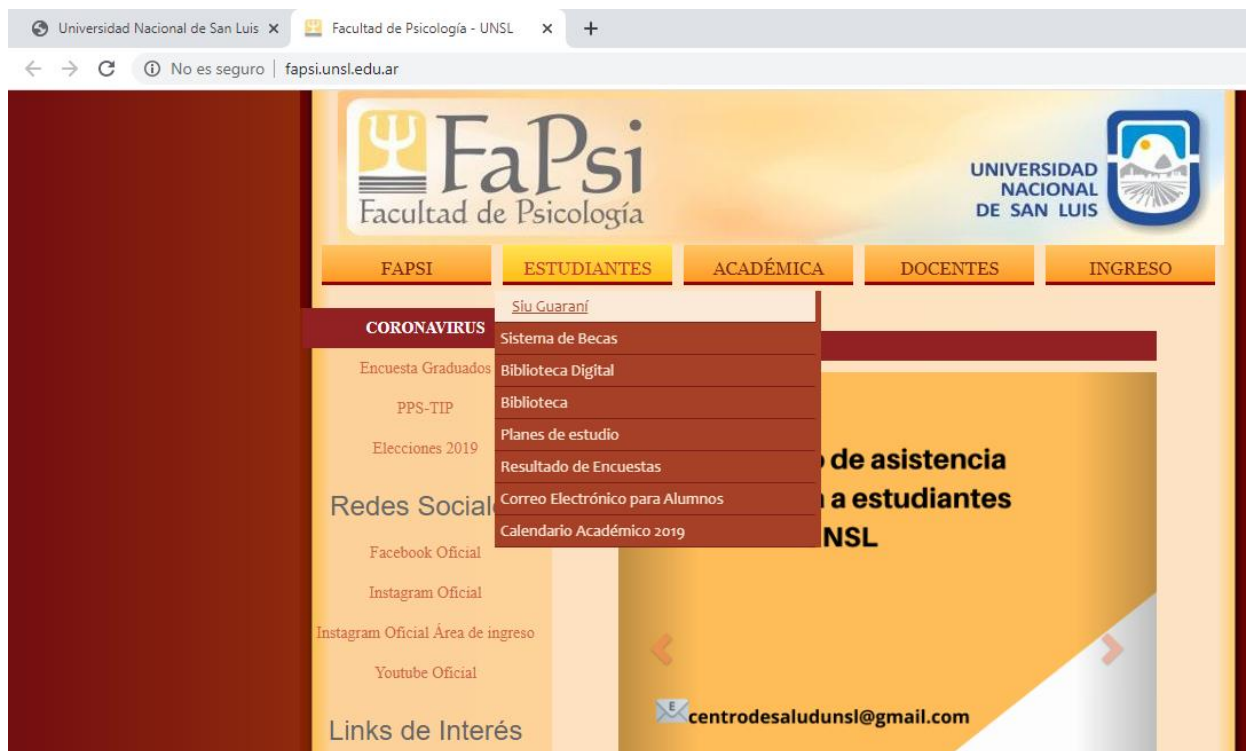 Universidad Nacional de San Luis
Facultad de Psicología - UNSL
No es seguro | fapsi.unsl.edu.ar
FaPsi
Facultad de Psicología
UNIVERSIDAD
NACIONAL
DE SAN LUIS
FAPSI
ESTUDIANTES
ACADÉMICA
DOCENTES
INGRESO
Siu Guaraní
Sistema de Becas
Biblioteca Digital
Biblioteca
Planes de estudio
Resultado de Encuestas
Correo Electrónico para Alumnos
Calendario Académico 2019
CORONAVIRUS
Encuesta Graduados
PPS-TIP
Elecciones 2019
Redes Social
Facebook Oficial
Instagram Oficial
Instagram Oficial Área de ingreso
Youtube Oficial
Links de Interés
de asistencia
a estudiantes
NSL
E
centrodesaludunsl@gmail.com